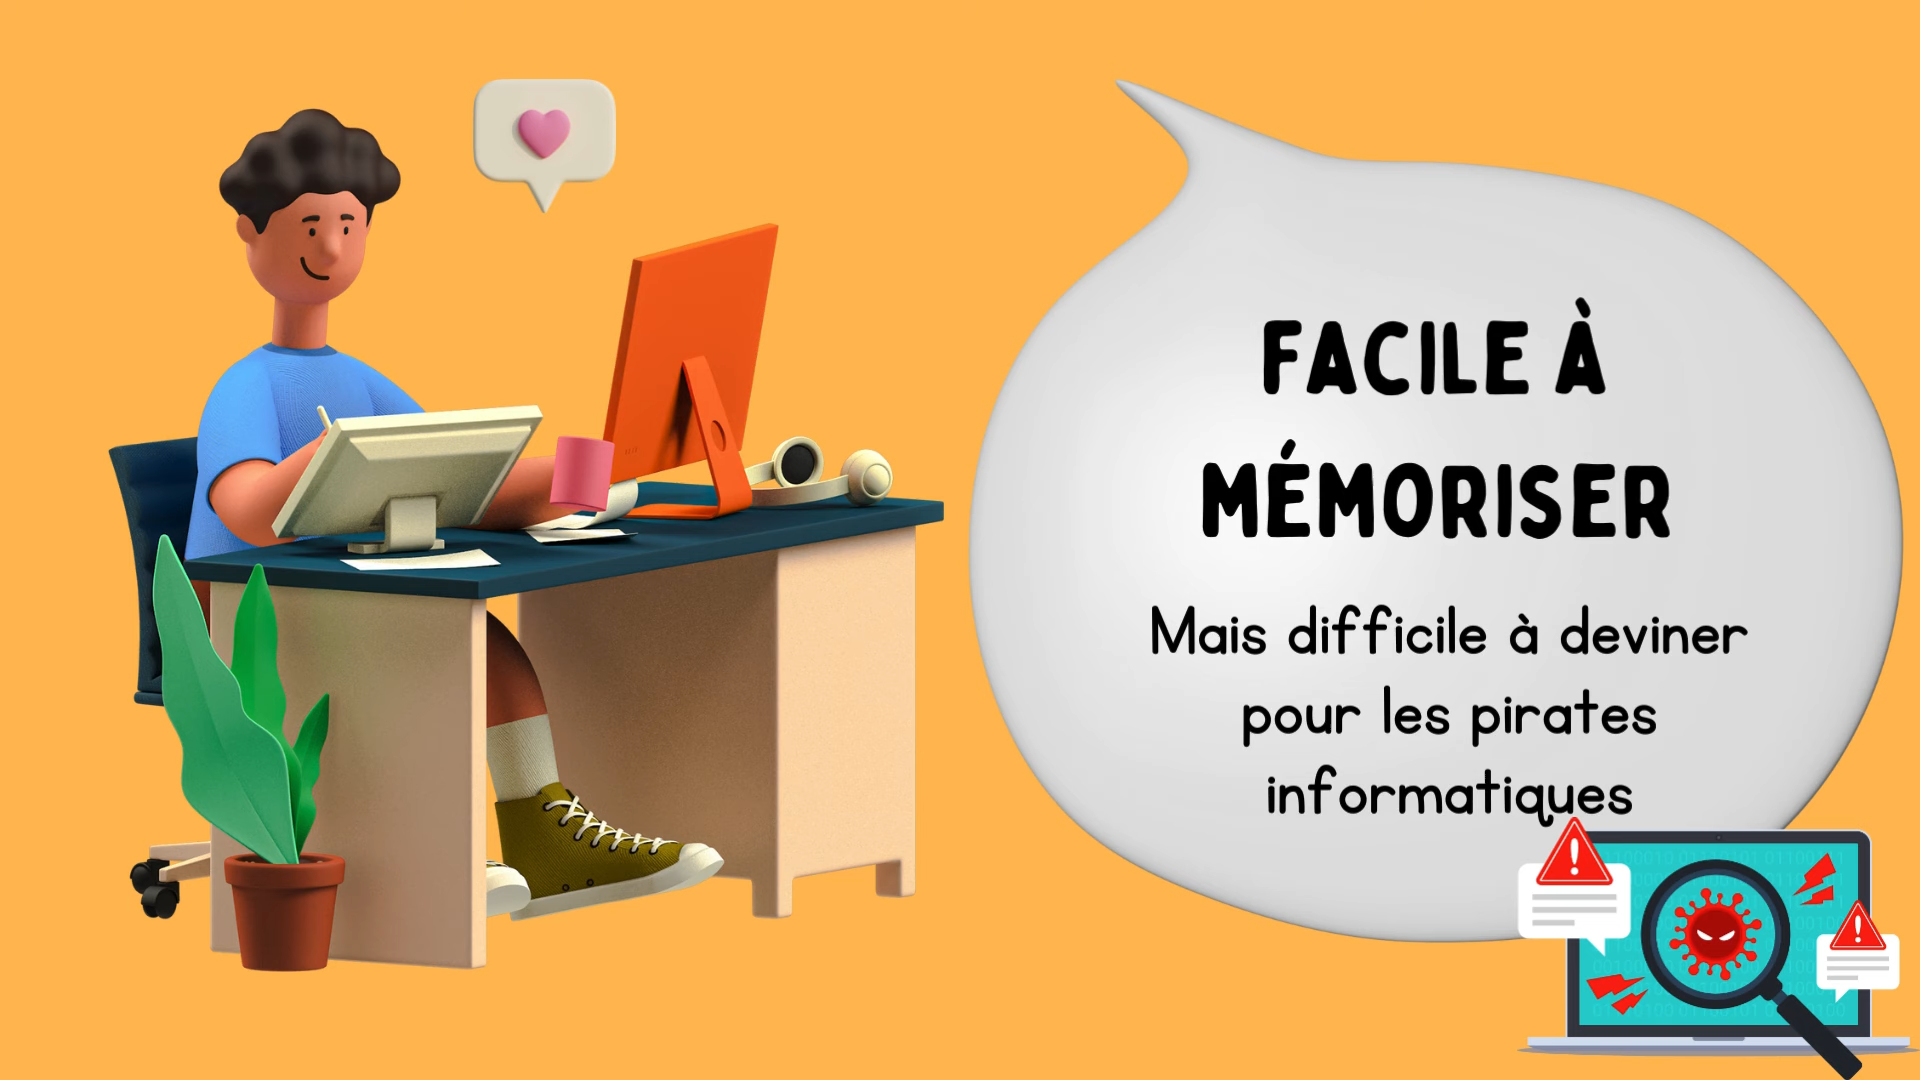 FACILE À
MÉMORISER
Mais difficile à deviner
pour les pirates
informatiques